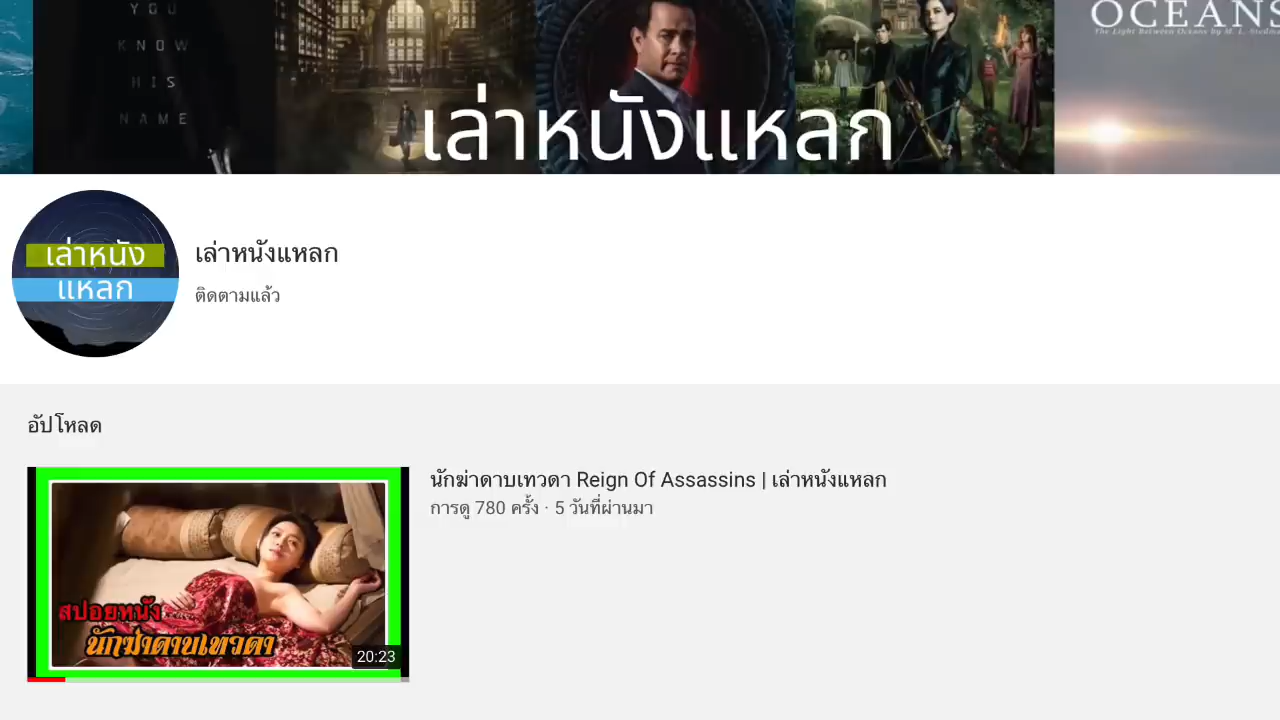 YOU
KNOW
HIS
NAME
OCEANS
The Light Between Oceans by M. L. Stedman
เล่าหนังแหลก
เล่าหนัง
แหลก
เล่าหนังแหลก
ติดตามแล้ว
อัปโหลด
นักฆ่าดาบเทวดา Reign Of Assassins | เล่าหนังแหลก
การดู 780 ครั้ง · 5 วันที่ผ่านมา
สปอยหนัง
นักฆ่าดาบเทวดา
20:23